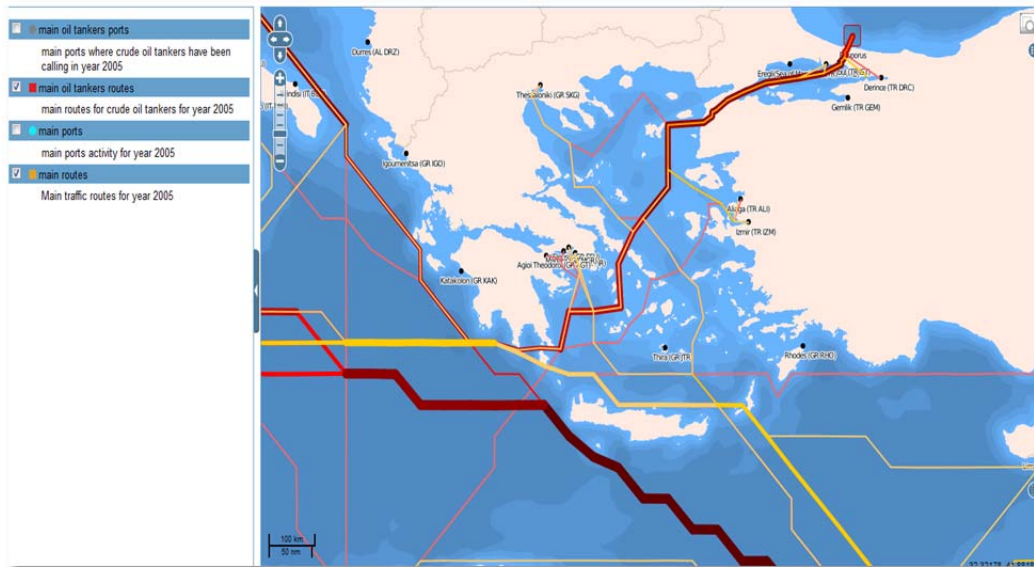 main oil tankers ports
main ports where crude oil tankers have been
calling in year 2005
main oil tankers routes
main routes for crude oil tankers for year 2005
main ports
main ports activity for year 2005
main routes
Main traffic routes for year 2005
Durres (AL DRZ)
Thessaloniki (GR SKG)
Derince (TR DRC)
Gemlik (TR GEM)
Igoumenitsa (GR IGO)
Aliaga (TR ALI)
Izmir (TR IZM)
Agioi Theodoroi
Katakolon (GR KAK)
Thira (GR JTR
Rhodes (GR RHO)
100 km
50 nm